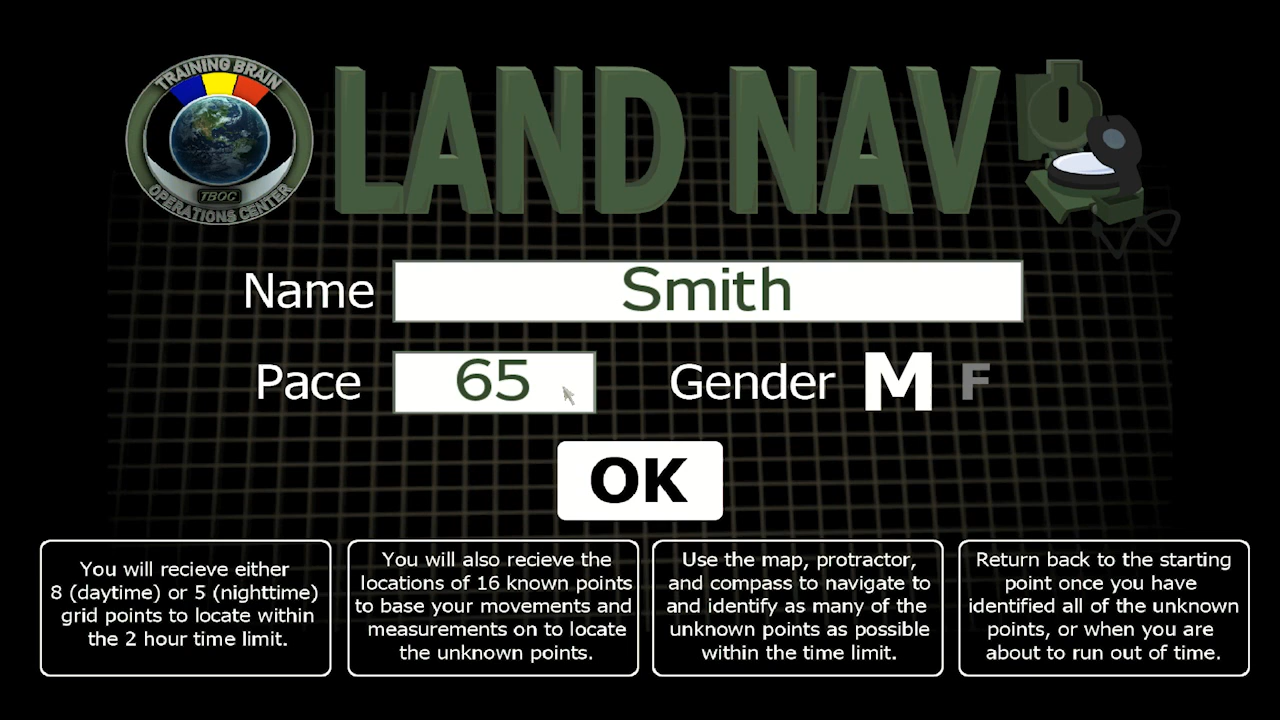 TRAINING BRAIN
OPERATIONS CENTER
TBOC
LAND NAV
Name Smith
Pace 65 Gender M F
OK
You will recieve either
8 (daytime) or 5 (nighttime)
grid points to locate within
the 2 hour time limit.
You will also recieve the
locations of 16 known points
to base your movements and
measurements on to locate
the unknown points.
Use the map, protractor,
and compass to navigate to
and identify as many of the
unknown points as possible
within the time limit.
Return back to the starting
point once you have
identified all of the unknown
points, or when you are
about to run out of time.